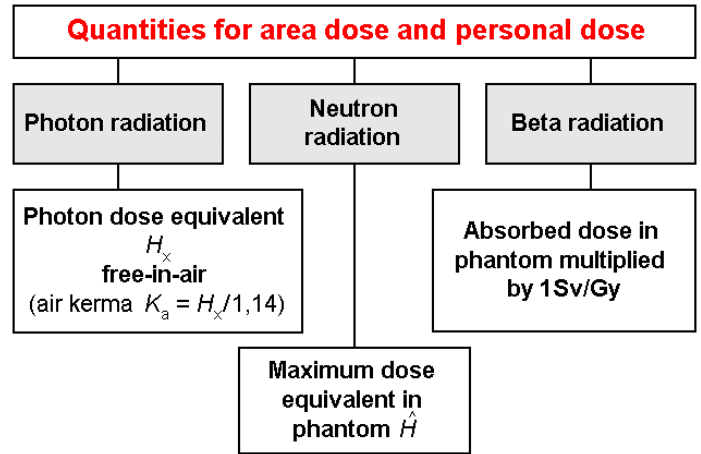 Quantities for area dose and personal dose
Photon radiation
Neutron
radiation
Beta radiation
Photon dose equivalent
Hₓ
free-in-air
(air kerma Kₐ = Hₓ/1,14)
Absorbed dose in
phantom multiplied
by 1Sv/Gy
Maximum dose
equivalent in
phantom Ĥ